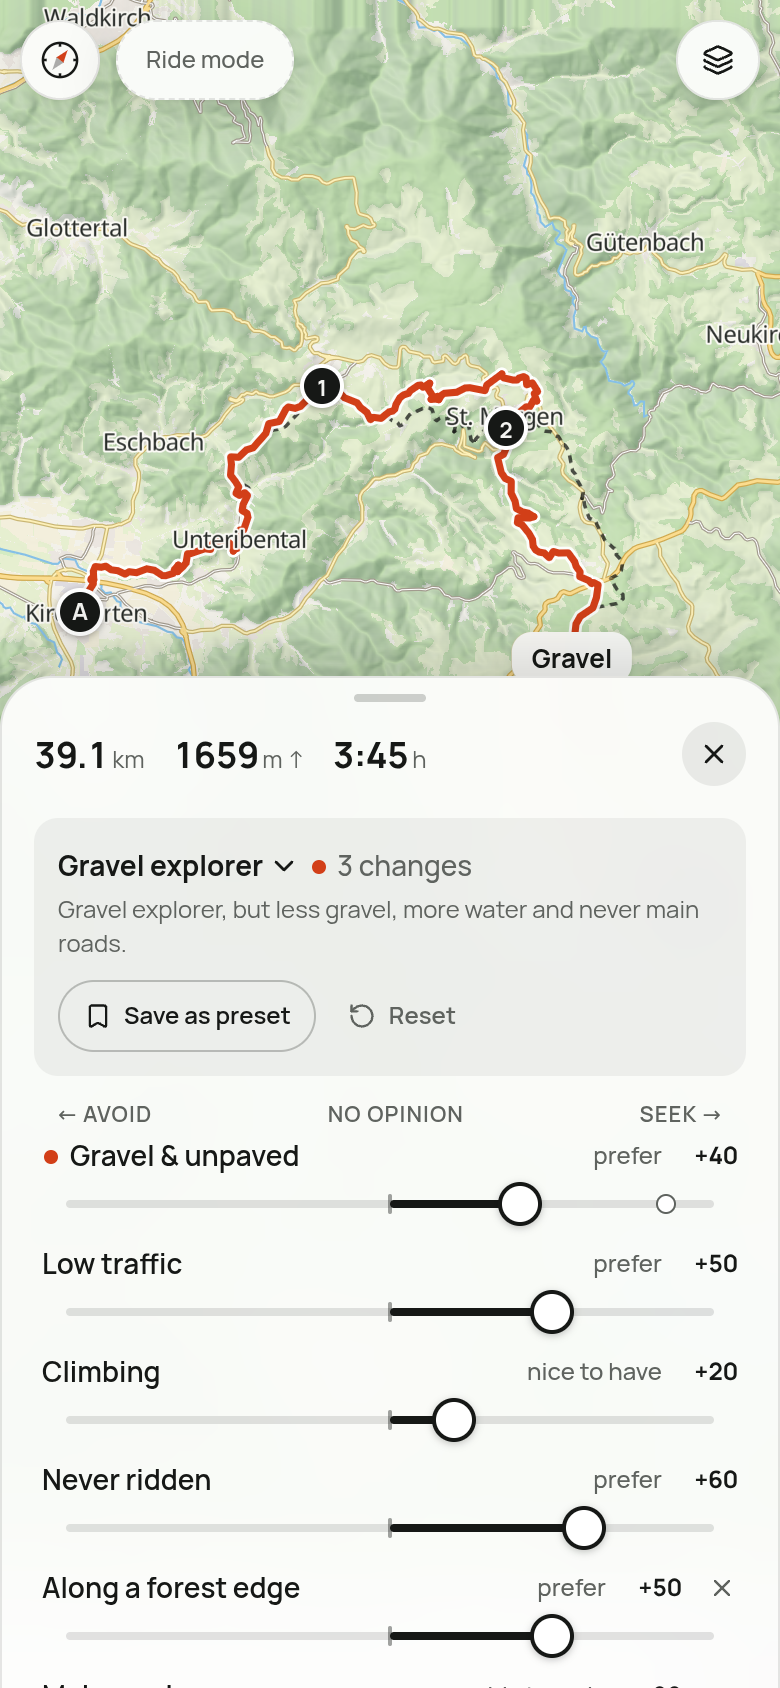 Waldkirch
Ride mode
Glottertal
Gütenbach
1
St.
gen
2
Eschbach
Unteribental
A
rten
Gravel
39.1 km 1659 m ↑ 3:45 h
Gravel explorer 3 changes
Gravel explorer, but less gravel, more water and never main
roads.
Save as preset Reset
← AVOID NO OPINION SEEK →
Gravel & unpaved prefer +40
Low traffic prefer +50
Climbing nice to have +20
Never ridden prefer +60
Along a forest edge prefer +50